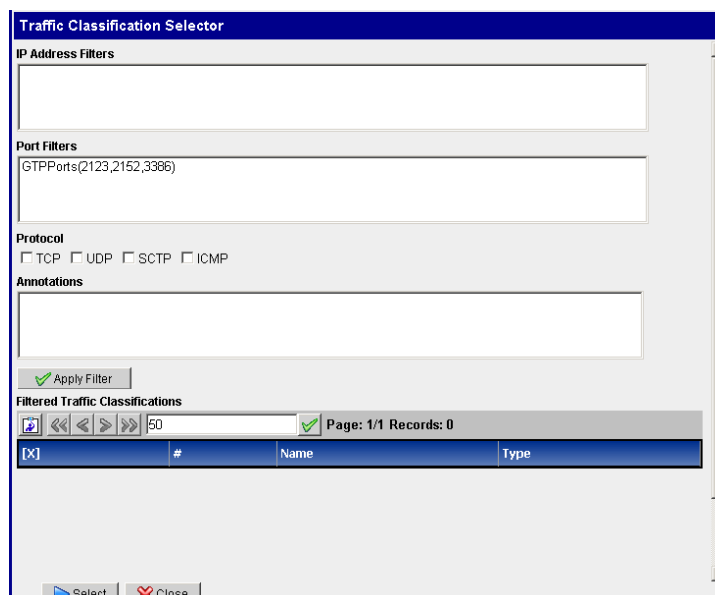 Traffic Classification Selector
IP Address Filters
Port Filters
GTPPorts(2123,2152,3386)
Protocol
TCP UDP SCTP ICMP
Annotations
Apply Filter
Filtered Traffic Classifications
50 Page: 1/1 Records: 0
[X] # Name Type
Select Close